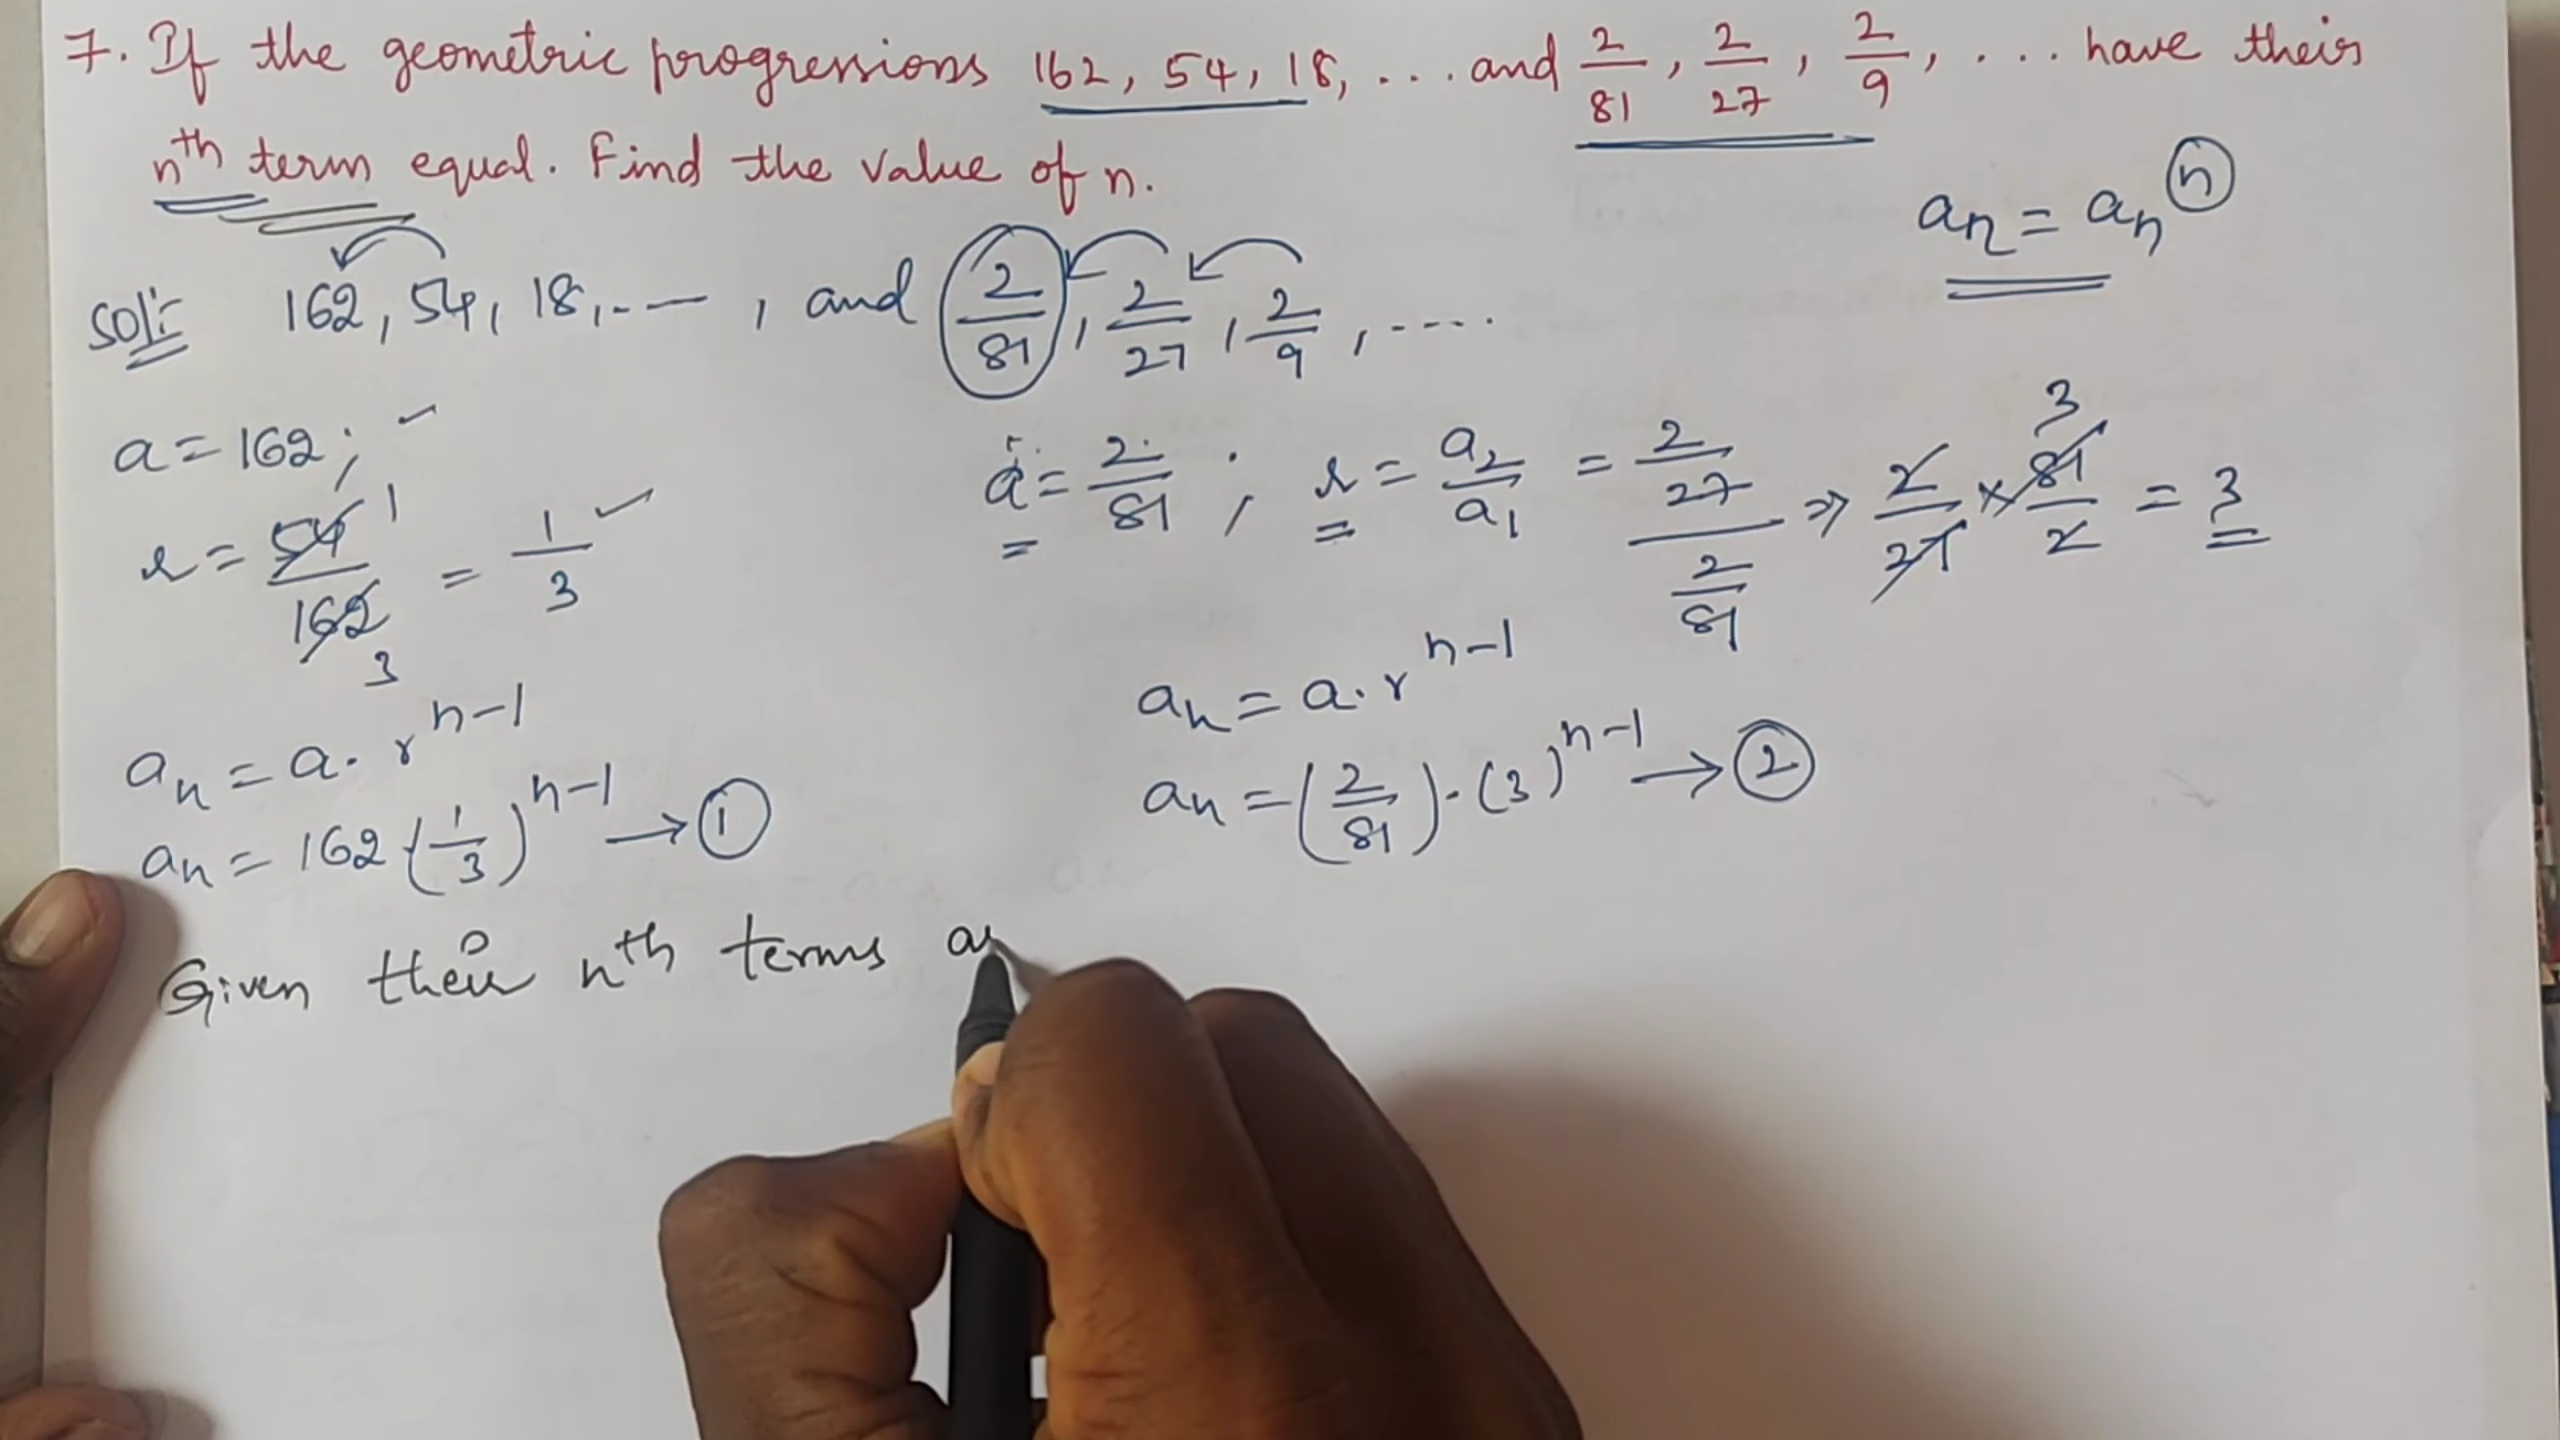 7. If the geometric progressions 162, 54, 18, ... and 2/81, 2/27, 2/9, ... have their
nth term equal. Find the value of n.
an = an n
Sol: 162, 54, 18, ... , and 2/81, 2/27, 2/9, ....
a = 162;
r = 54/162 = 1/3
1
3
an = a. r^(n-1)
an = 162 (1/3)^(n-1) → ①
a = 2/81 ; r = a2/a1 = (2/27)/(2/81) ⇒ 2/27 × 81/2 = 3
3
an = a. r^(n-1)
an = (2/81) . (3)^(n-1) → ②
Given their nth terms a